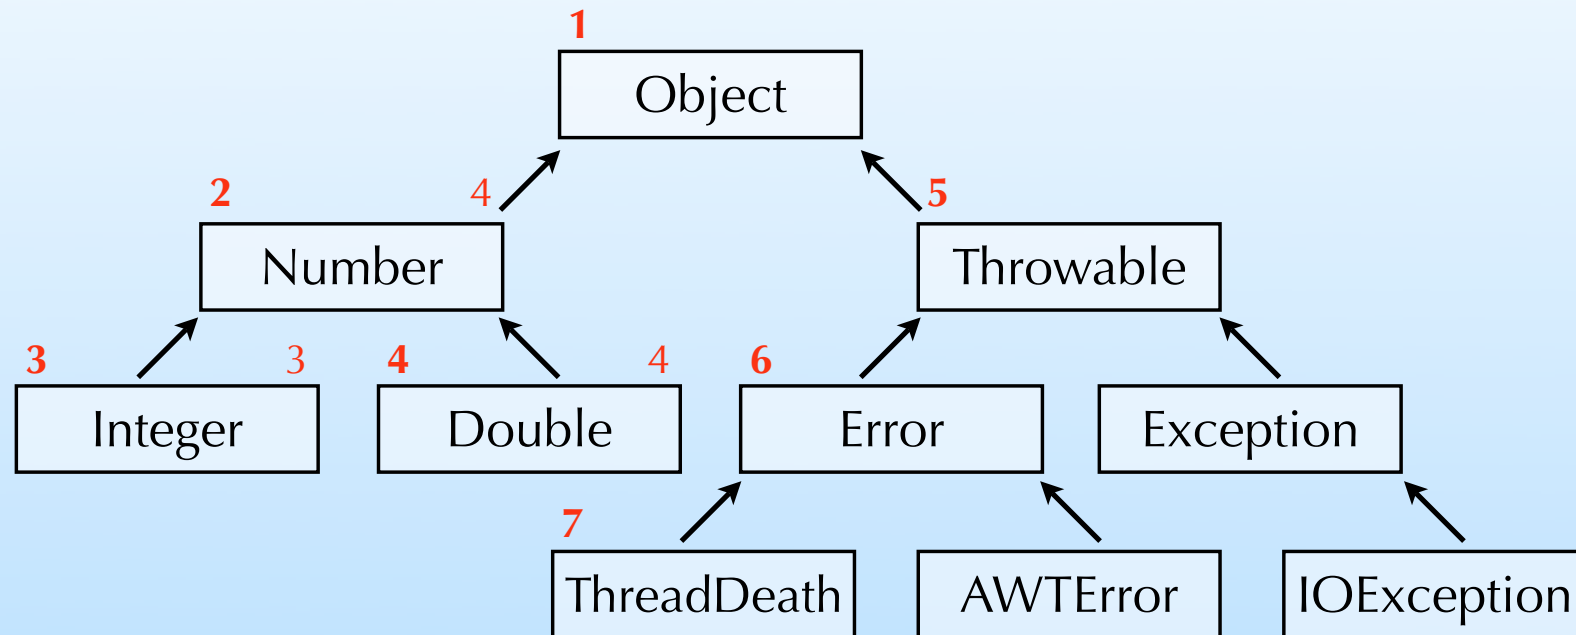 1
Object
2 4 5
Number Throwable
3 3 4 4 6
Integer Double Error Exception
7
ThreadDeath AWTError IOException